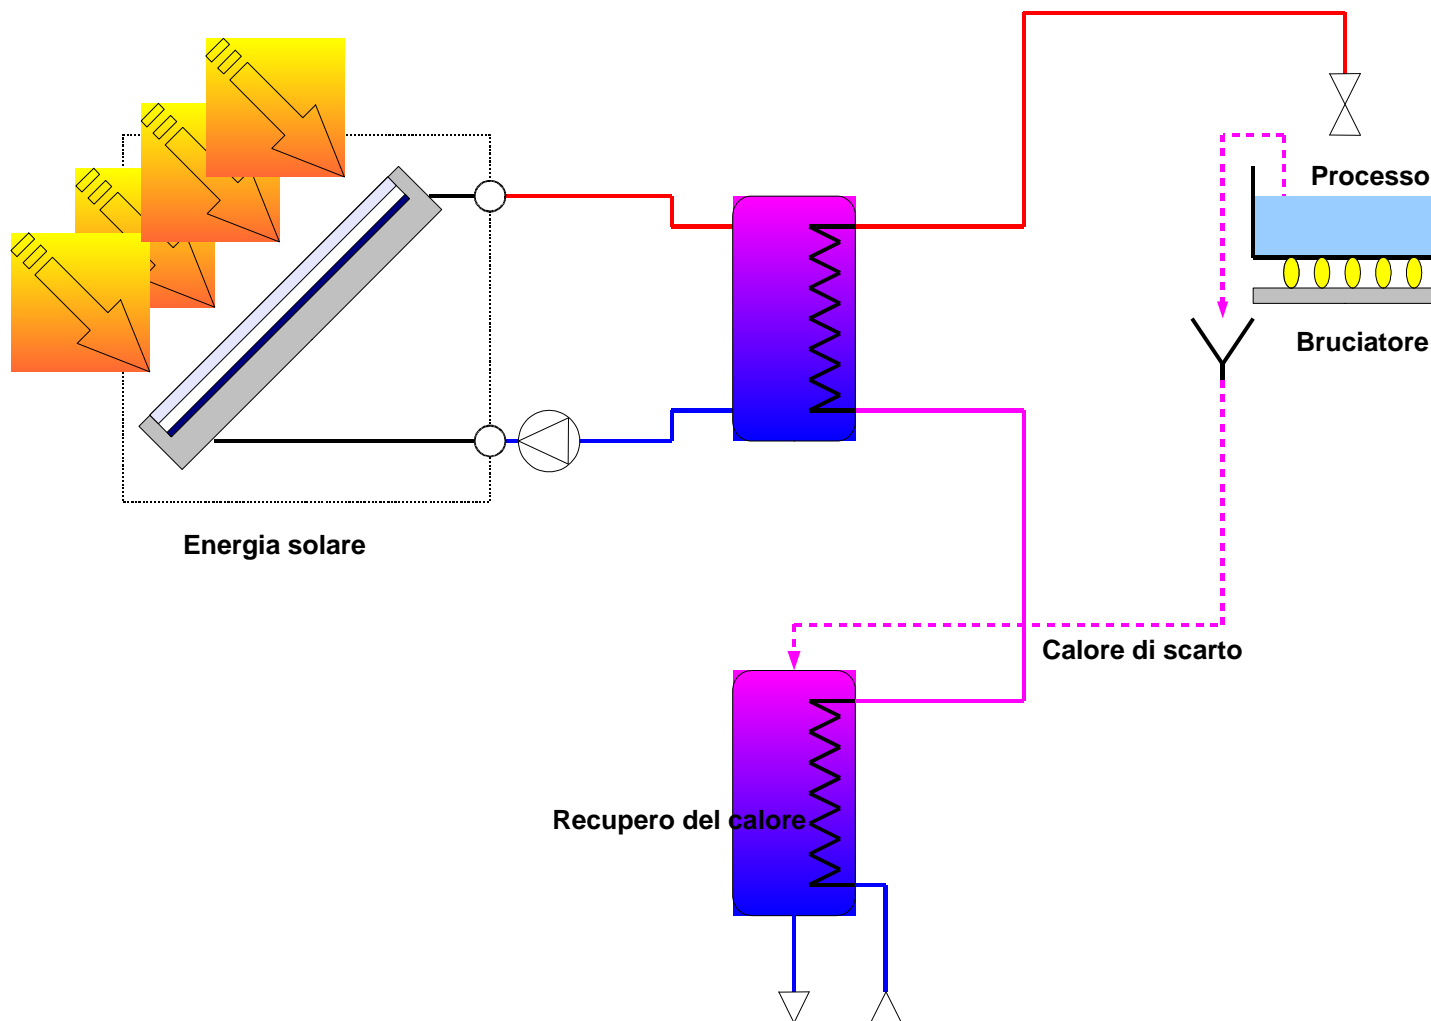 Processo
Bruciatore
Energia solare
Calore di scarto
Recupero del calore